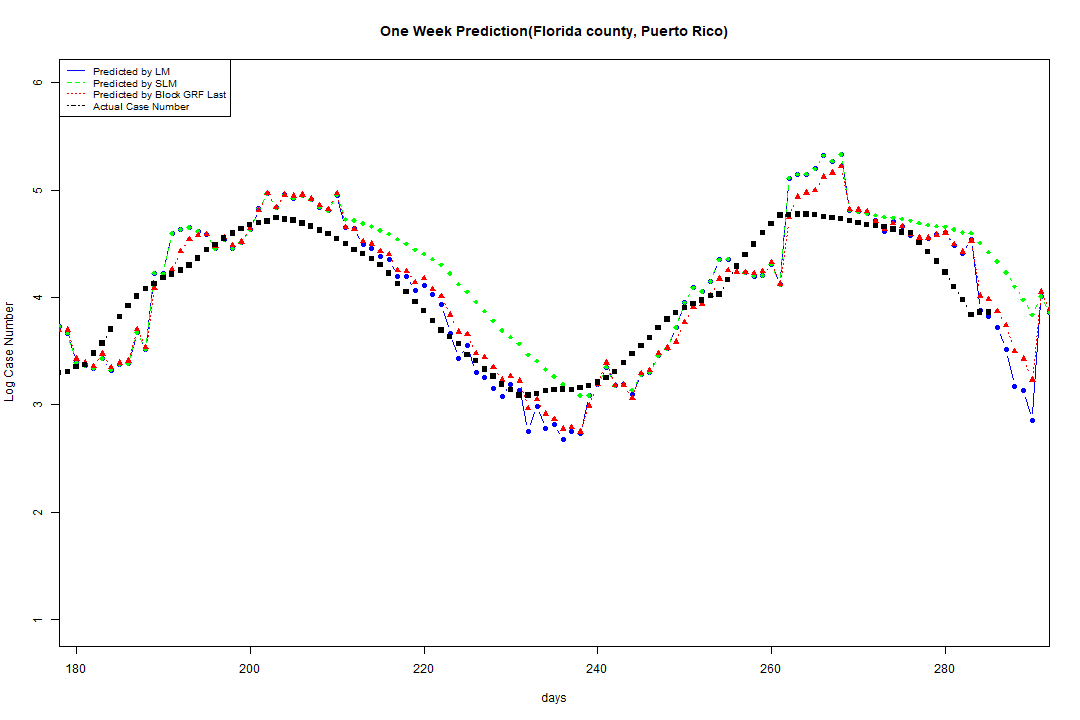 One Week Prediction(Florida county, Puerto Rico)
Predicted by LM
Predicted by SLM
Predicted by Block GRF Last
Actual Case Number
Log Case Number
6
5
4
3
2
1
180 200 220 240 260 280
days